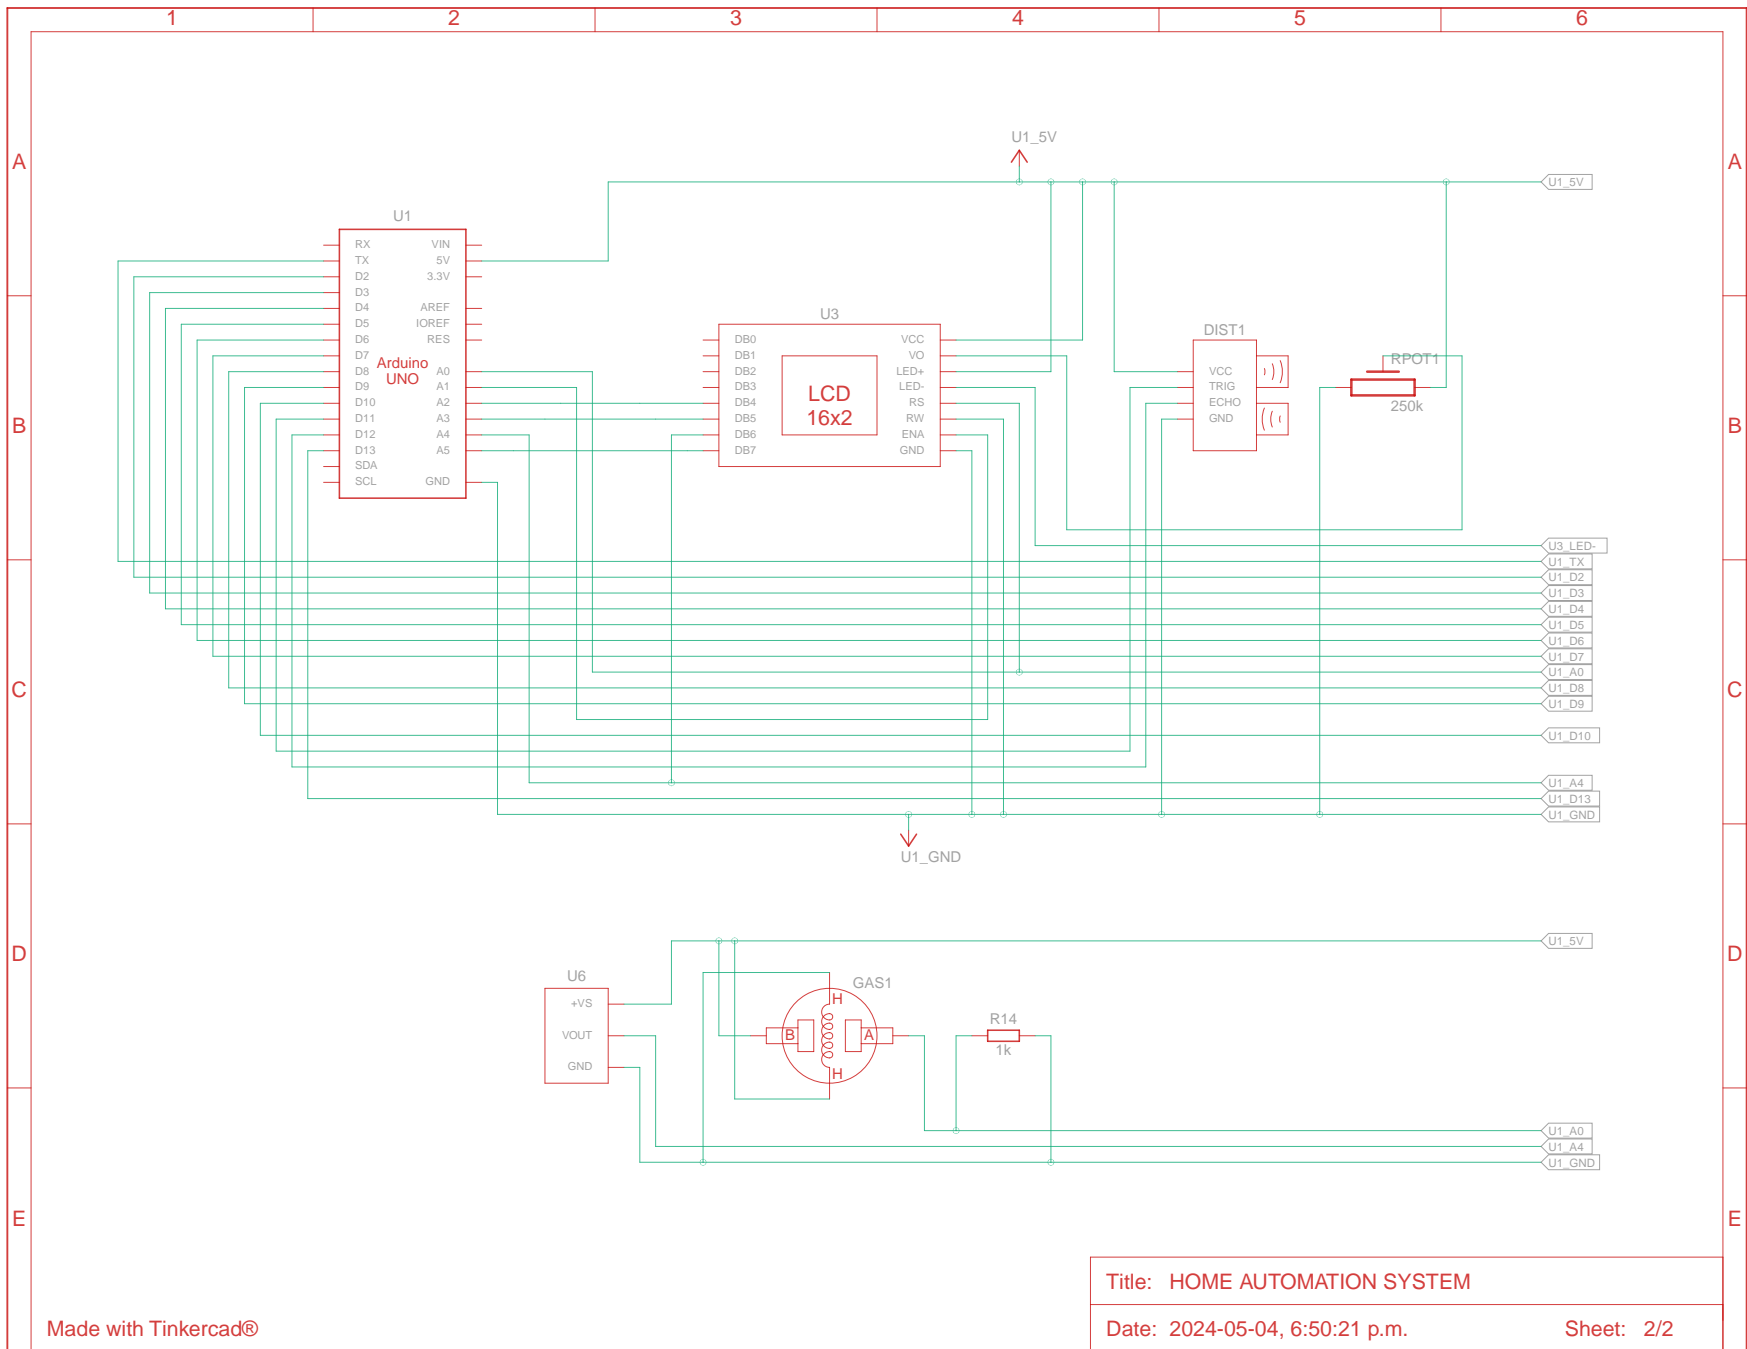 1 2 3 4 5 6
U1_5V
A A
U1_5V
U1
RX VIN
TX 5V
D2 3.3V
D3
D4 AREF
D5 IOREF
D6 RES
D7
D8 A0
D9 A1
D10 A2
D11 A3
D12 A4
D13 A5
SDA
SCL GND
Arduino
UNO
U3
DB0 VCC
DB1 VO
DB2 LED+
DB3 LED-
DB4 RS
DB5 RW
DB6 ENA
DB7 GND
LCD
16x2
DIST1
VCC
TRIG
ECHO
GND
RPOT1
250k
B B
U3_LED-
U1_TX
U1_D2
U1_D3
U1_D4
U1_D5
U1_D6
U1_D7
U1_A0
U1_D8
U1_D9
C C
U1_D10
U1_A4
U1_D13
U1_GND
U1_GND
D D
U1_5V
U6
+VS
VOUT
GND
GAS1
H
B A
H
R14
1k
U1_A0
U1_A4
U1_GND
E E
Title: HOME AUTOMATION SYSTEM
Made with Tinkercad®
Date: 2024-05-04, 6:50:21 p.m. Sheet: 2/2